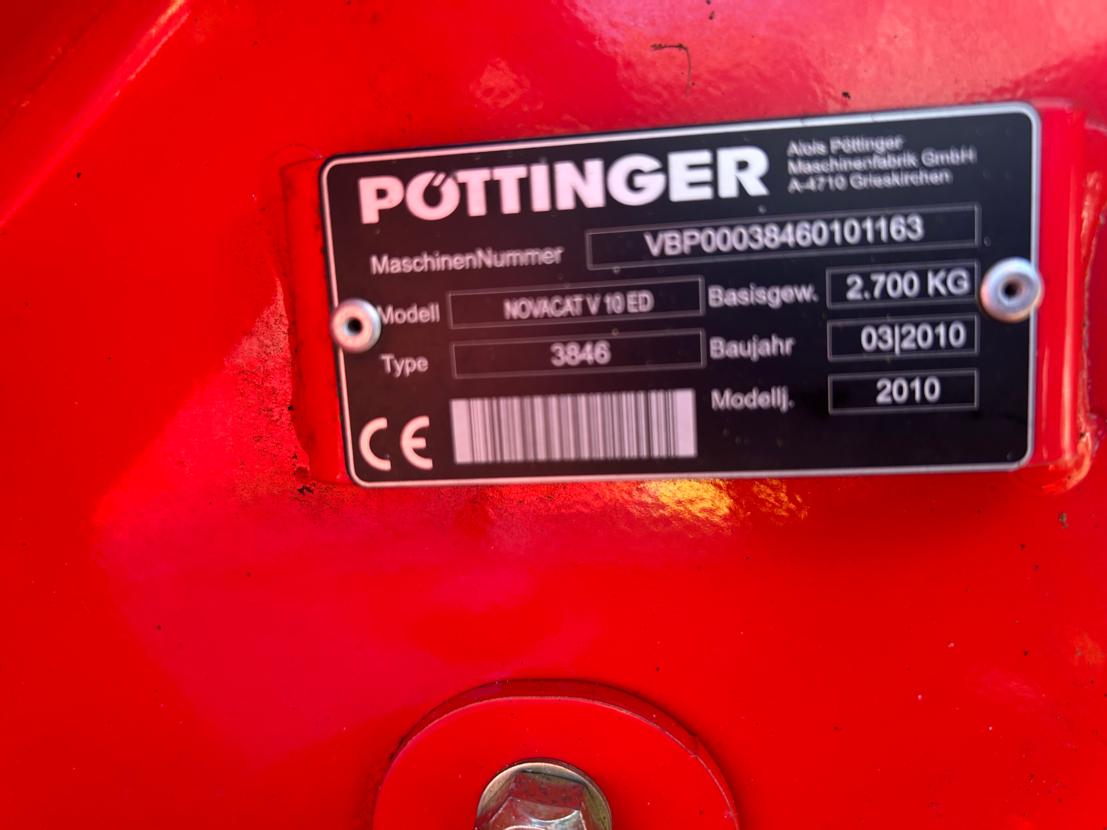 PÖTTINGER
Alois Pöttinger
Maschinenfabrik GmbH
A-4710 Grieskirchen
MaschinenNummer VBP00038460101163
Modell NOVACAT V 10 ED Basisgew. 2.700 KG
Type 3846 Baujahr 03|2010
Modellj. 2010
CE